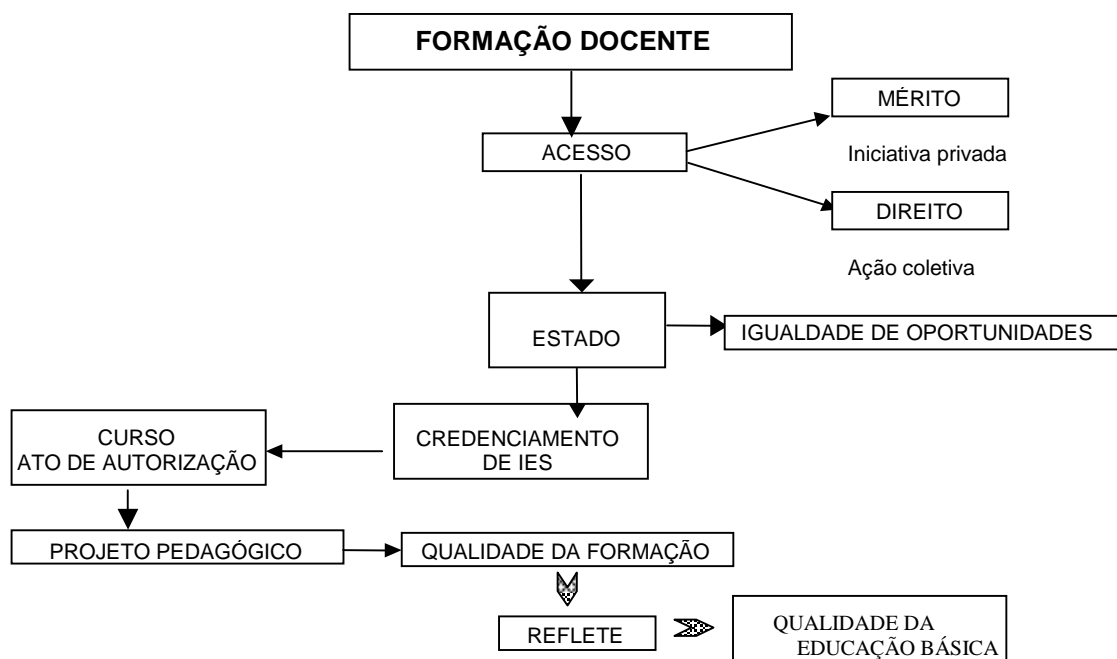 FORMAÇÃO DOCENTE
MÉRITO
ACESSO
Iniciativa privada
DIREITO
Ação coletiva
ESTADO
IGUALDADE DE OPORTUNIDADES
CURSO
ATO DE AUTORIZAÇÃO
CREDENCIAMENTO
DE IES
PROJETO PEDAGÓGICO
QUALIDADE DA FORMAÇÃO
REFLETE
QUALIDADE DA
EDUCAÇÃO BÁSICA